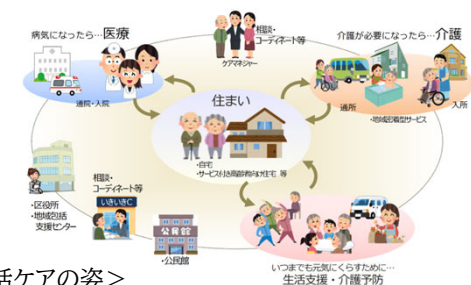 病気になったら…医療
通院・入院
相談・
コーディネート等
ケアマネジャー
介護が必要になったら…介護
通所
入所
・地域密着型サービス
住まい
・自宅
・サービス付き高齢者向け住宅 等
・区役所
・地域包括
支援センター
相談・
コーディネート等
いきいきC
公民館
・公民館
いつまでも元気にくらすために…
生活支援・介護予防
活ケアの姿＞